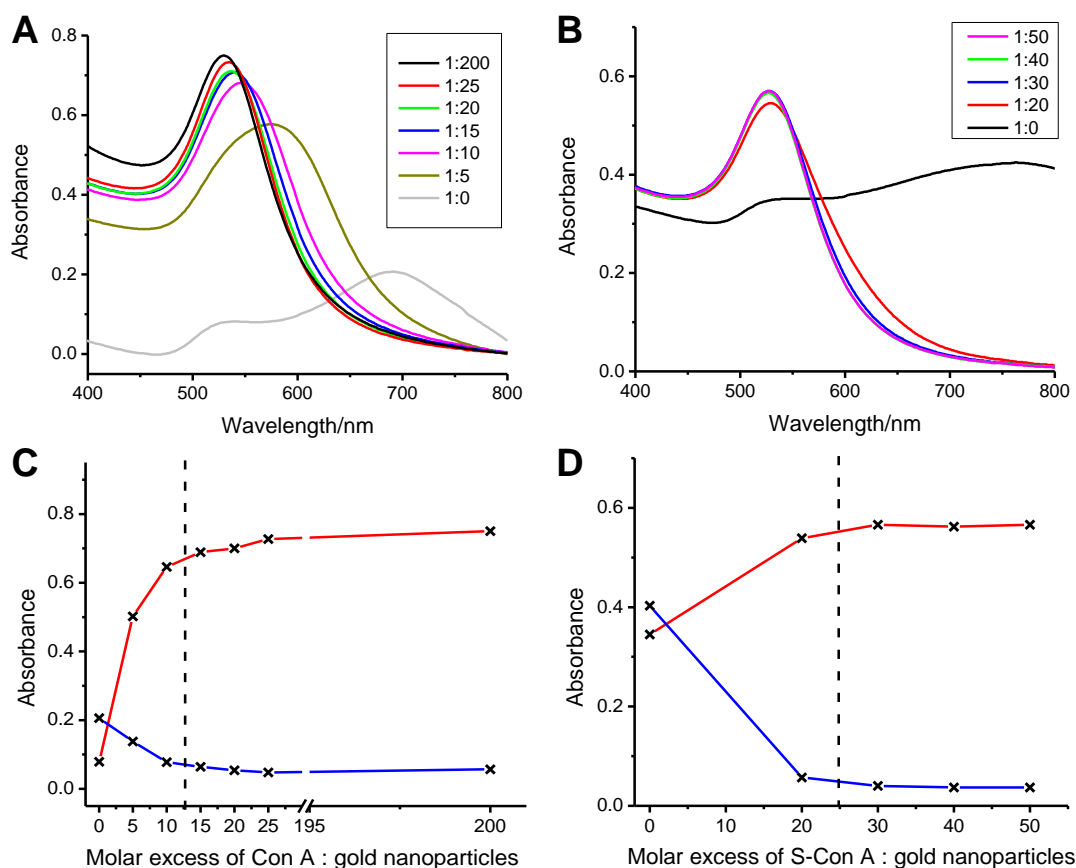 A
0.8
0.6
0.4
0.2
0.0
Absorbance
400
500
600
700
800
Wavelength/nm
1:200
1:25
1:20
1:15
1:10
1:5
1:0
B
0.6
0.4
0.2
0.0
Absorbance
400
500
600
700
800
Wavelength/nm
1:50
1:40
1:30
1:20
1:0
C
0.8
0.6
0.4
0.2
0.0
Absorbance
0 5 10 15 20 25 195 200
Molar excess of Con A : gold nanoparticles
D
0.6
0.4
0.2
0.0
Absorbance
0 10 20 30 40 50
Molar excess of S-Con A : gold nanoparticles